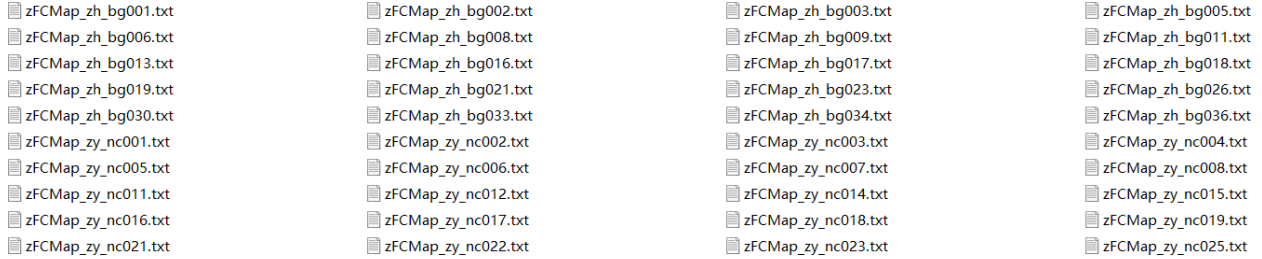 zFCMap_zh_bg001.txt zFCMap_zh_bg002.txt zFCMap_zh_bg003.txt zFCMap_zh_bg005.txt
zFCMap_zh_bg006.txt zFCMap_zh_bg008.txt zFCMap_zh_bg009.txt zFCMap_zh_bg011.txt
zFCMap_zh_bg013.txt zFCMap_zh_bg016.txt zFCMap_zh_bg017.txt zFCMap_zh_bg018.txt
zFCMap_zh_bg019.txt zFCMap_zh_bg021.txt zFCMap_zh_bg023.txt zFCMap_zh_bg026.txt
zFCMap_zh_bg030.txt zFCMap_zh_bg033.txt zFCMap_zh_bg034.txt zFCMap_zh_bg036.txt
zFCMap_zy_nc001.txt zFCMap_zy_nc002.txt zFCMap_zy_nc003.txt zFCMap_zy_nc004.txt
zFCMap_zy_nc005.txt zFCMap_zy_nc006.txt zFCMap_zy_nc007.txt zFCMap_zy_nc008.txt
zFCMap_zy_nc011.txt zFCMap_zy_nc012.txt zFCMap_zy_nc014.txt zFCMap_zy_nc015.txt
zFCMap_zy_nc016.txt zFCMap_zy_nc017.txt zFCMap_zy_nc018.txt zFCMap_zy_nc019.txt
zFCMap_zy_nc021.txt zFCMap_zy_nc022.txt zFCMap_zy_nc023.txt zFCMap_zy_nc025.txt